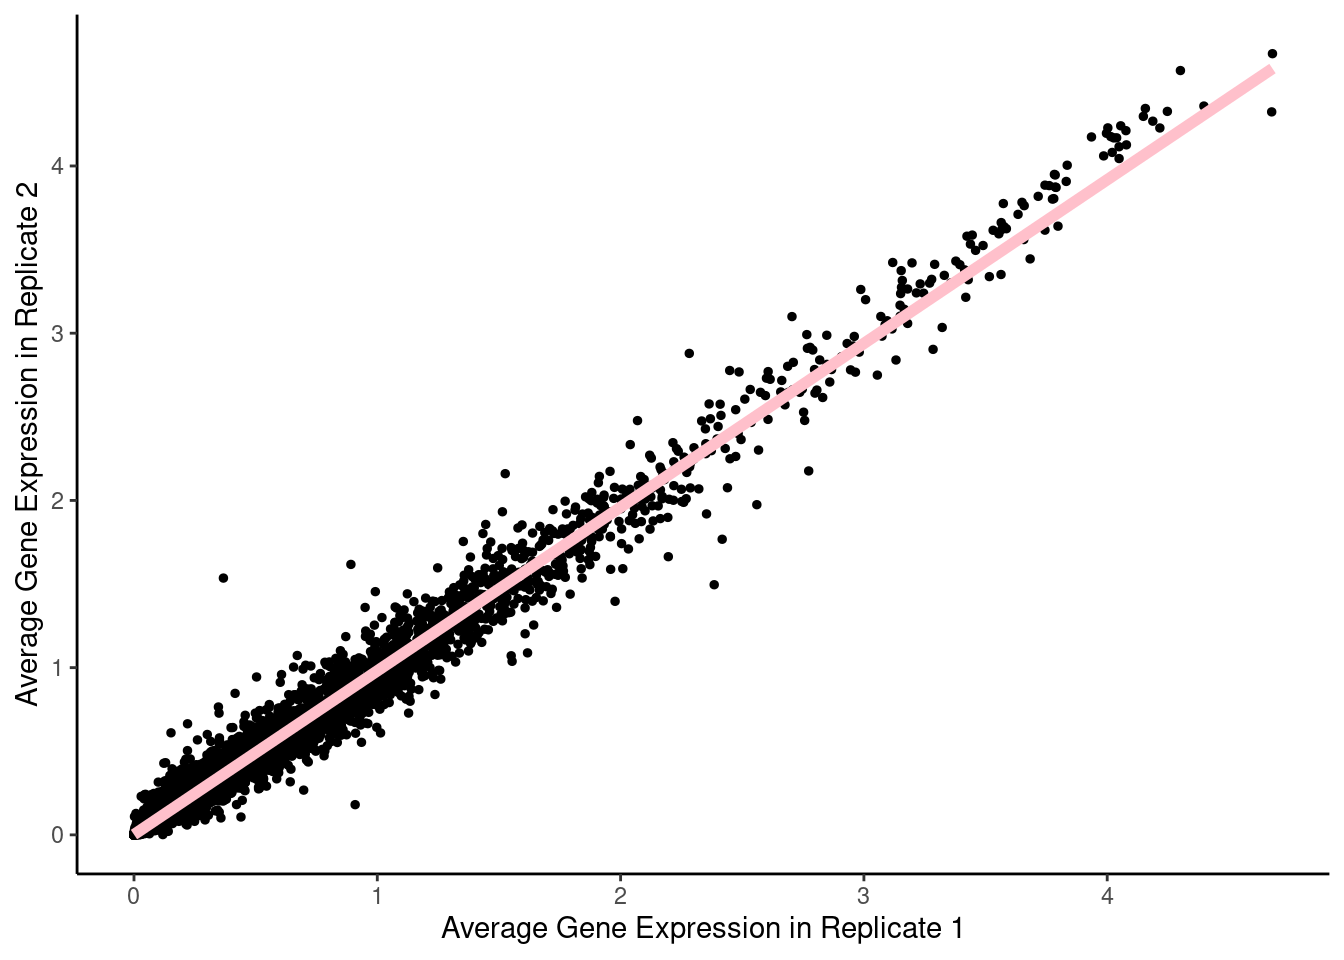 Average Gene Expression in Replicate 2
4
3
2
1
0
0 1 2 3 4
Average Gene Expression in Replicate 1